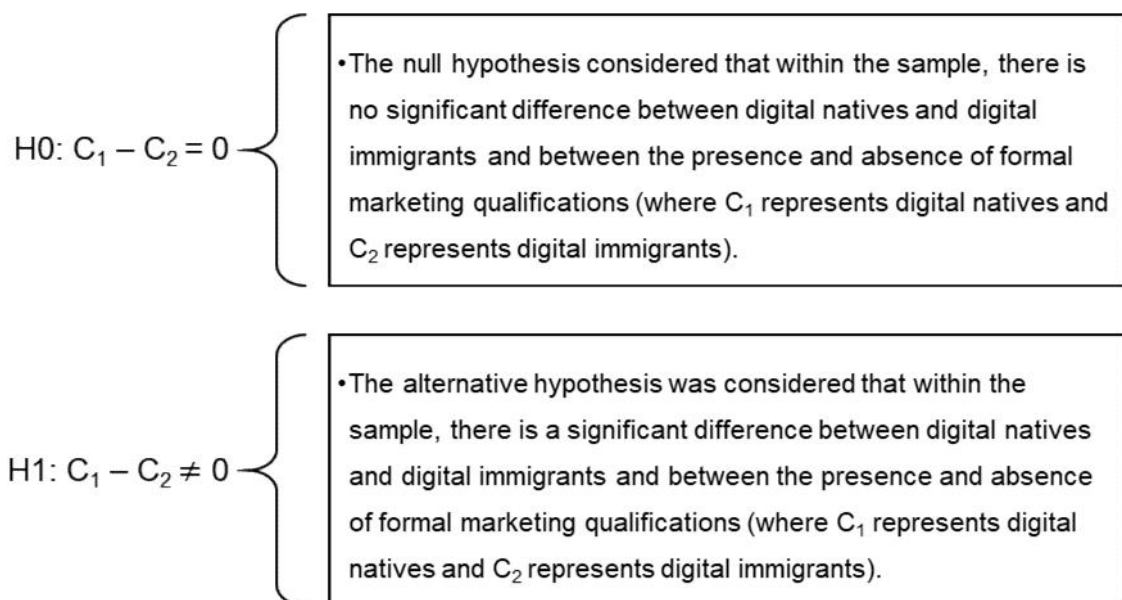 H0: C₁ – C₂ = 0
•The null hypothesis considered that within the sample, there is
no significant difference between digital natives and digital
immigrants and between the presence and absence of formal
marketing qualifications (where C₁ represents digital natives and
C₂ represents digital immigrants).
H1: C₁ – C₂ ≠ 0
•The alternative hypothesis was considered that within the
sample, there is a significant difference between digital natives
and digital immigrants and between the presence and absence
of formal marketing qualifications (where C₁ represents digital
natives and C₂ represents digital immigrants).